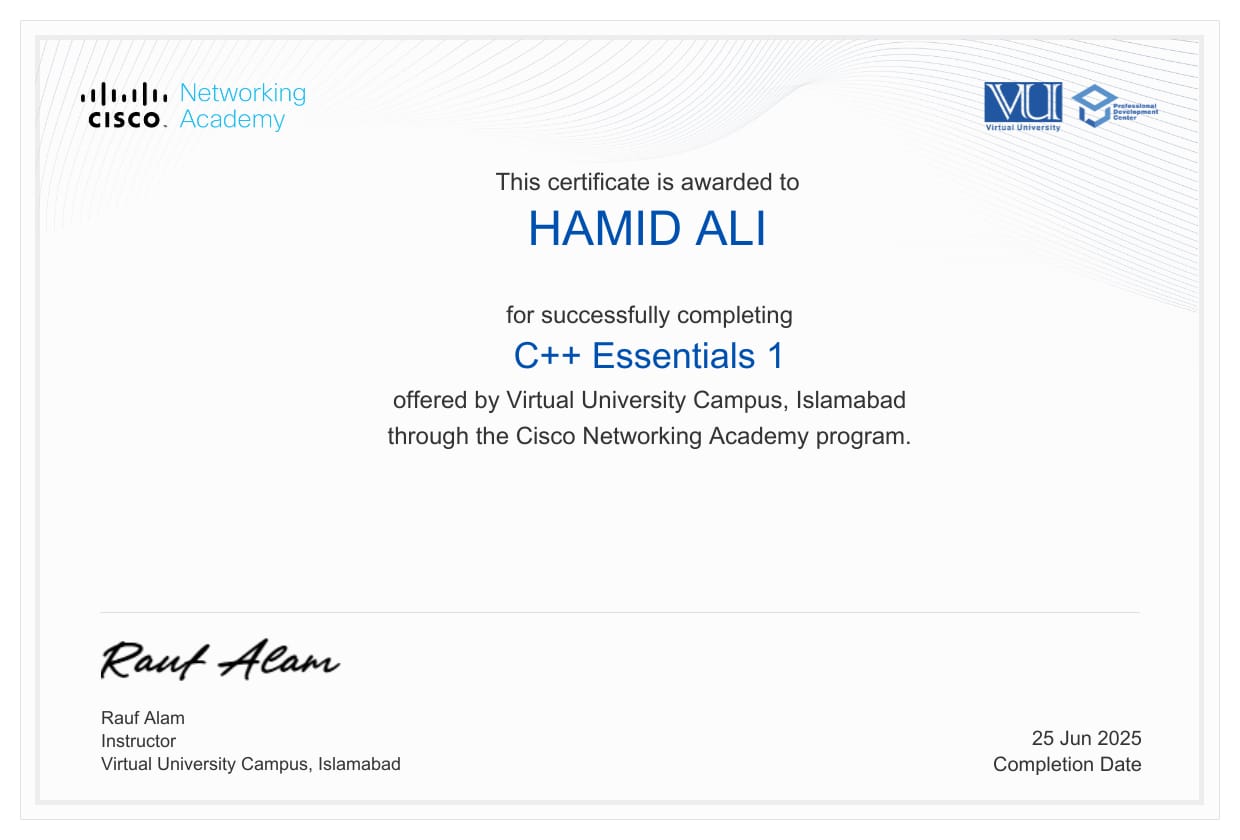 CISCO
Networking
Academy
VU
Virtual University
Professional
Development
Center
This certificate is awarded to
HAMID ALI
for successfully completing
C++ Essentials 1
offered by Virtual University Campus, Islamabad
through the Cisco Networking Academy program.
Rauf Alam
Rauf Alam
Instructor
Virtual University Campus, Islamabad
25 Jun 2025
Completion Date